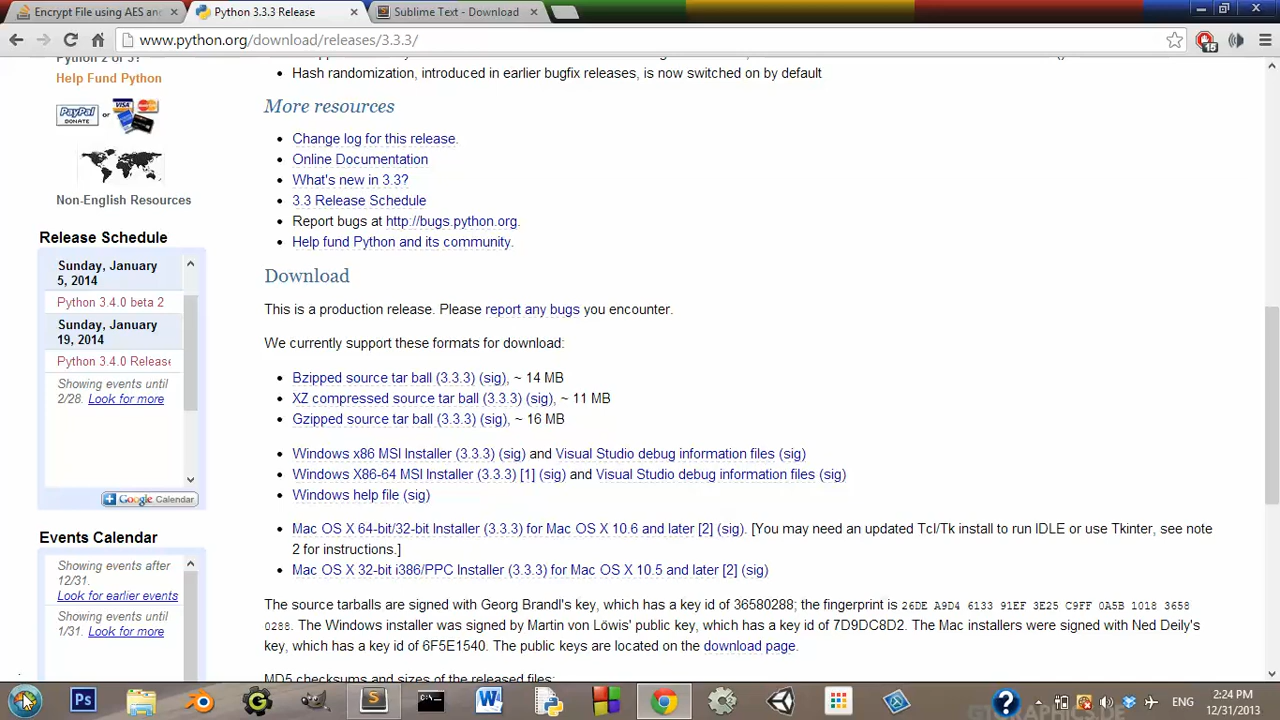 Encrypt File using AES an
Python 3.3.3 Release
Sublime Text - Download
www.python.org/download/releases/3.3.3/
15
Help Fund Python
PayPal
DONATE
or
VISA
Non-English Resources
Release Schedule
Sunday, January
5, 2014
Python 3.4.0 beta 2
Sunday, January
19, 2014
Python 3.4.0 Release
Showing events until
2/28. Look for more
Google Calendar
Events Calendar
Showing events after
12/31.
Look for earlier events
Showing events until
1/31. Look for more
Hash randomization, introduced in earlier bugfix releases, is now switched on by default
More resources
Change log for this release.
Online Documentation
What's new in 3.3?
3.3 Release Schedule
Report bugs at http://bugs.python.org.
Help fund Python and its community.
Download
This is a production release. Please report any bugs you encounter.
We currently support these formats for download:
Bzipped source tar ball (3.3.3) (sig), ~ 14 MB
XZ compressed source tar ball (3.3.3) (sig), ~ 11 MB
Gzipped source tar ball (3.3.3) (sig), ~ 16 MB
Windows x86 MSI Installer (3.3.3) (sig) and Visual Studio debug information files (sig)
Windows X86-64 MSI Installer (3.3.3) [1] (sig) and Visual Studio debug information files (sig)
Windows help file (sig)
Mac OS X 64-bit/32-bit Installer (3.3.3) for Mac OS X 10.6 and later [2] (sig). [You may need an updated Tcl/Tk install to run IDLE or use Tkinter, see note
2 for instructions.]
Mac OS X 32-bit i386/PPC Installer (3.3.3) for Mac OS X 10.5 and later [2] (sig)
The source tarballs are signed with Georg Brandl's key, which has a key id of 36580288; the fingerprint is 26DE A9D4 6133 91EF 3E25 C9FF 0A5B 1018 3658
0288. The Windows installer was signed by Martin von Löwis' public key, which has a key id of 7D9DC8D2. The Mac installers were signed with Ned Deily's
key, which has a key id of 6F5E1540. The public keys are located on the download page.
MD5 checksums and sizes of the released files:
Ps
ENG
2:24 PM
12/31/2013